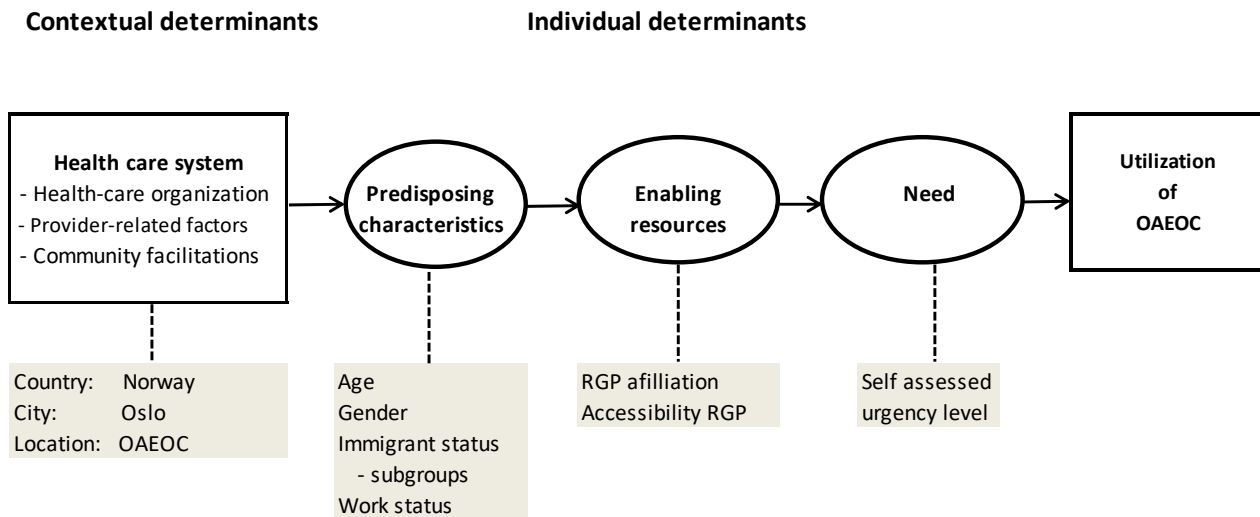 Contextual determinants
Individual determinants
Health care system
- Health-care organization
- Provider-related factors
- Community facilitations
Predisposing
characteristics
Enabling
resources
Need
Utilization
of
OAEOC
Country: Norway
City: Oslo
Location: OAEOC
Age
Gender
Immigrant status
- subgroups
Work status
RGP afilliation
Accessibility RGP
Self assessed
urgency level